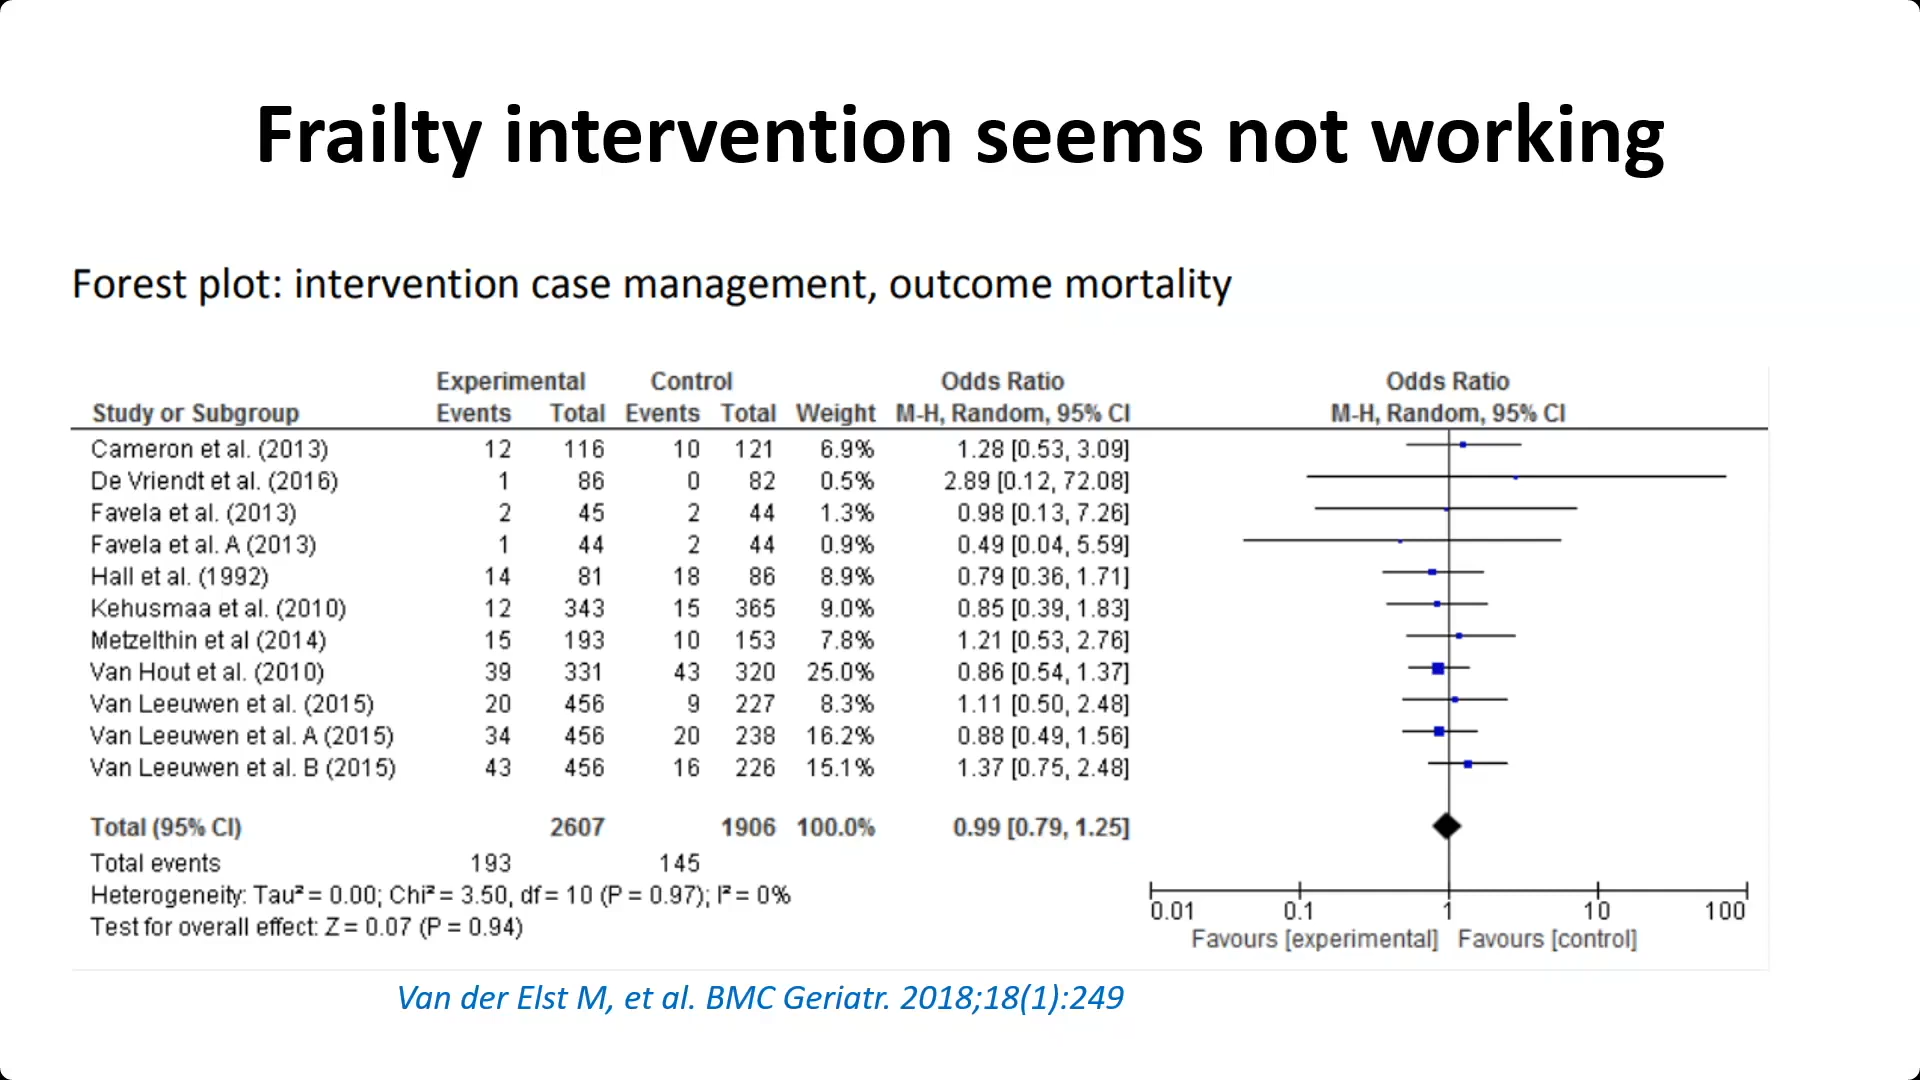 Frailty intervention seems not working
Forest plot: intervention case management, outcome mortality
Experimental Control Odds Ratio Odds Ratio
Study or Subgroup Events Total Events Total Weight M-H, Random, 95% CI M-H, Random, 95% CI
Cameron et al. (2013) 12 116 10 121 6.9% 1.28 [0.53, 3.09]
De Vriendt et al. (2016) 1 86 0 82 0.5% 2.89 [0.12, 72.08]
Favela et al. (2013) 2 45 2 44 1.3% 0.98 [0.13, 7.26]
Favela et al. A (2013) 1 44 2 44 0.9% 0.49 [0.04, 5.59]
Hall et al. (1992) 14 81 18 86 8.9% 0.79 [0.36, 1.71]
Kehusmaa et al. (2010) 12 343 15 365 9.0% 0.85 [0.39, 1.83]
Metzelthin et al (2014) 15 193 10 153 7.8% 1.21 [0.53, 2.76]
Van Hout et al. (2010) 39 331 43 320 25.0% 0.86 [0.54, 1.37]
Van Leeuwen et al. (2015) 20 456 9 227 8.3% 1.11 [0.50, 2.48]
Van Leeuwen et al. A (2015) 34 456 20 238 16.2% 0.88 [0.49, 1.56]
Van Leeuwen et al. B (2015) 43 456 16 226 15.1% 1.37 [0.75, 2.48]
Total (95% CI) 2607 1906 100.0% 0.99 [0.79, 1.25]
Total events 193 145
Heterogeneity: Tau² = 0.00; Chi² = 3.50, df = 10 (P = 0.97); I² = 0%
Test for overall effect: Z = 0.07 (P = 0.94)
0.01 0.1 1 10 100
Favours [experimental] Favours [control]
Van der Elst M, et al. BMC Geriatr. 2018;18(1):249